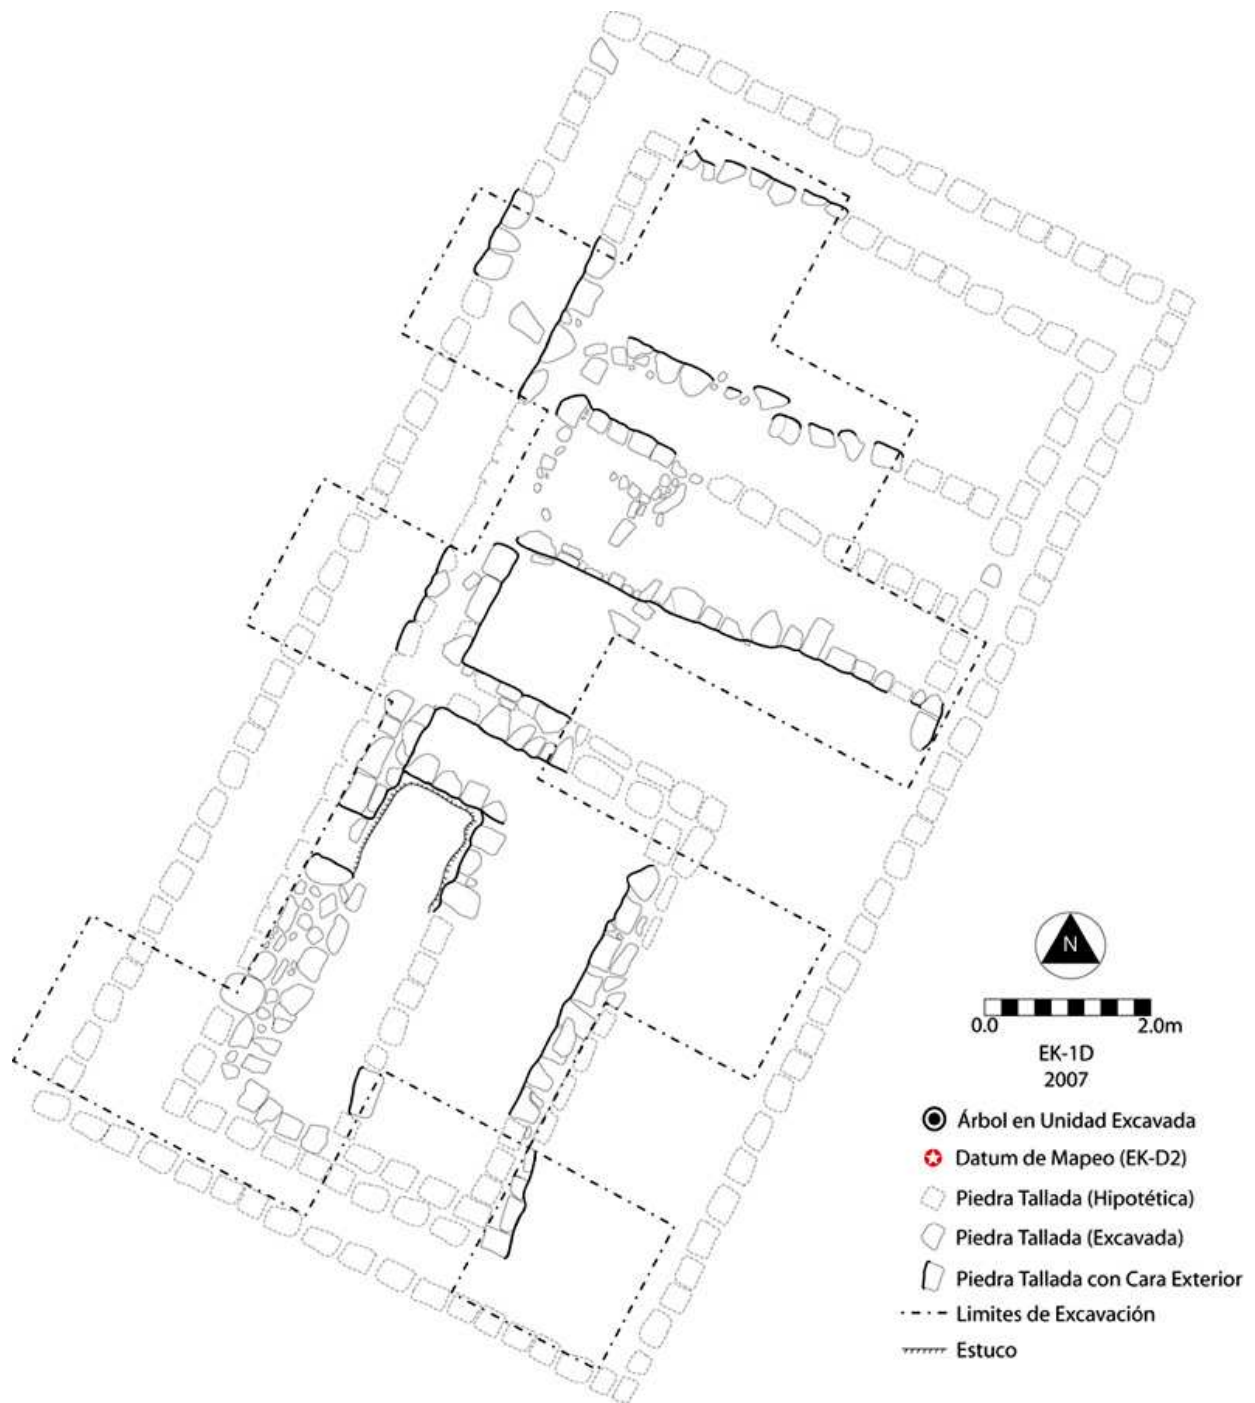 N
0.0 2.0m
EK-1D
2007
Árbol en Unidad Excavada
Datum de Mapeo (EK-D2)
Piedra Tallada (Hipotética)
Piedra Tallada (Excavada)
Piedra Tallada con Cara Exterior
Limites de Excavación
Estuco